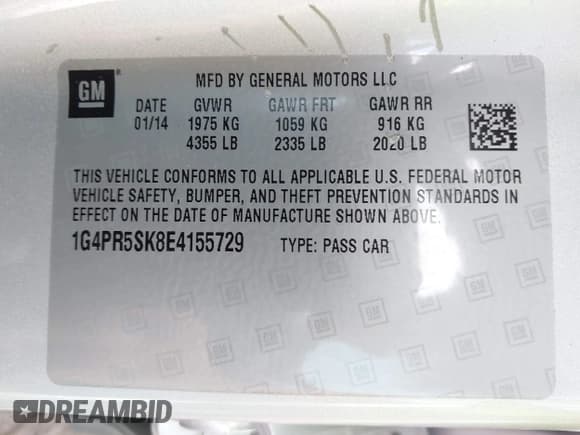 GM
MFD BY GENERAL MOTORS LLC
DATE GVWR GAWR FRT GAWR RR
01/14 1975 KG 1059 KG 916 KG
4355 LB 2335 LB 2020 LB
THIS VEHICLE CONFORMS TO ALL APPLICABLE U.S. FEDERAL MOTOR
VEHICLE SAFETY, BUMPER, AND THEFT PREVENTION STANDARDS IN
EFFECT ON THE DATE OF MANUFACTURE SHOWN ABOVE.
1G4PR5SK8E4155729 TYPE: PASS CAR
DREAMBID